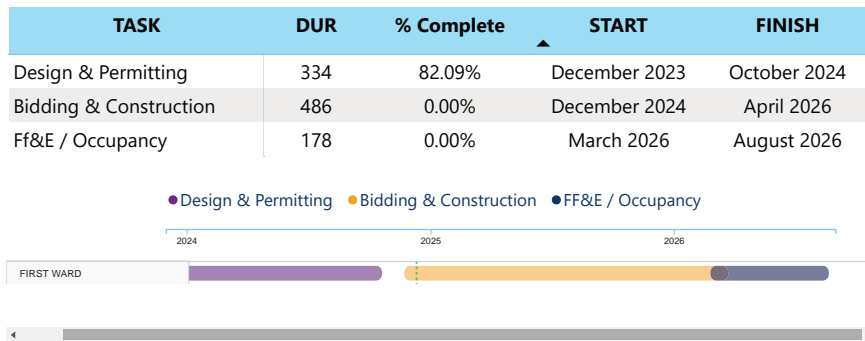 TASK DUR % Complete START FINISH
Design & Permitting 334 82.09% December 2023 October 2024
Bidding & Construction 486 0.00% December 2024 April 2026
Ff&E / Occupancy 178 0.00% March 2026 August 2026
Design & Permitting Bidding & Construction FF&E / Occupancy
2024 2025 2026
FIRST WARD